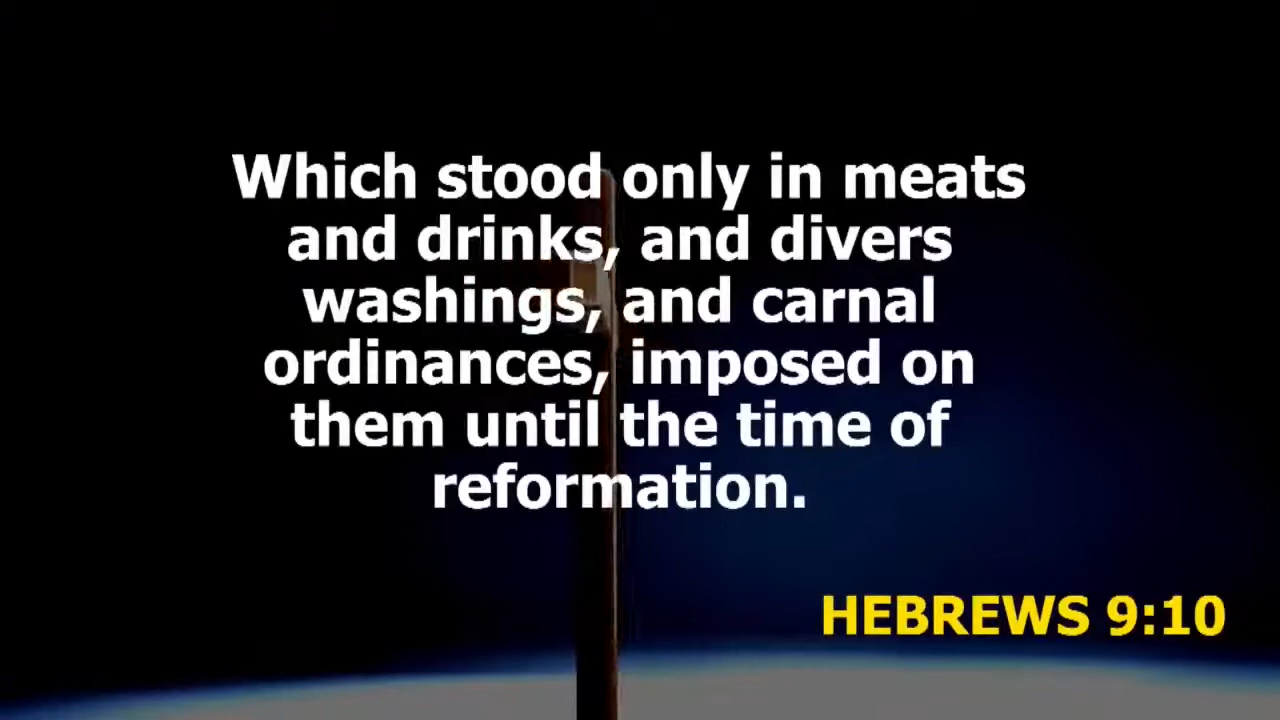 Which stood only in meats
and drinks, and divers
washings, and carnal
ordinances, imposed on
them until the time of
reformation.
HEBREWS 9:10